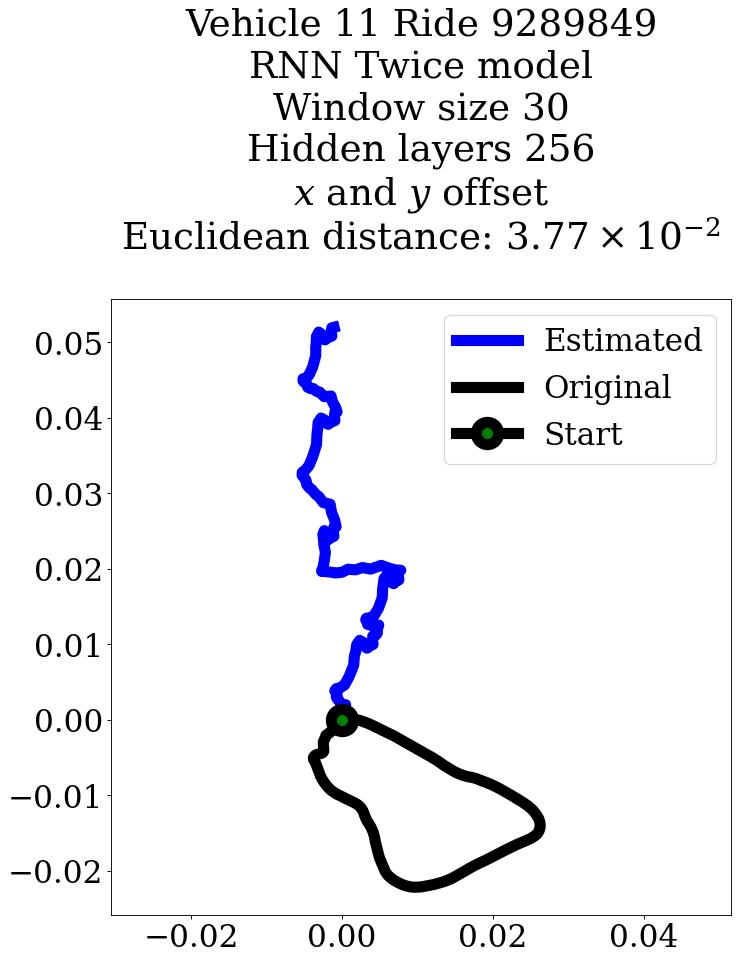 Vehicle 11 Ride 9289849
RNN Twice model
Window size 30
Hidden layers 256
x and y offset
Euclidean distance: 3.77 × 10⁻²
Estimated
Original
Start
0.05
0.04
0.03
0.02
0.01
0.00
−0.01
−0.02
−0.02 0.00 0.02 0.04